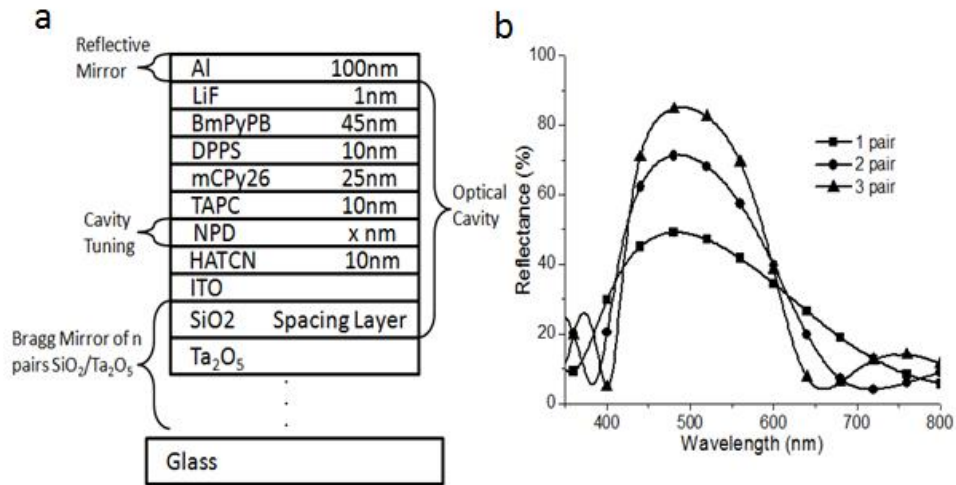 a
Reflective
Mirror
Al 100nm
LiF 1nm
BmPyPB 45nm
DPPS 10nm
mCPy26 25nm
TAPC 10nm
NPD x nm
HATCN 10nm
ITO
SiO2 Spacing Layer
Ta₂O₅
Glass
Cavity
Tuning
Optical
Cavity
Bragg Mirror of n
pairs SiO₂/Ta₂O₅
b
Reflectance (%)
100
80
60
40
20
0
1 pair
2 pair
3 pair
400 500 600 700 800
Wavelength (nm)